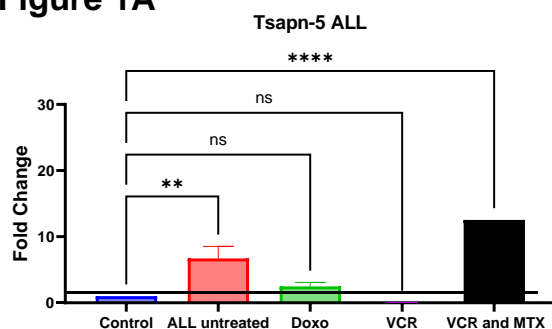 Figure 1A
Tsapn-5 ALL
****
ns
ns
**
Fold Change
30
20
10
0
Control ALL untreated Doxo VCR VCR and MTX